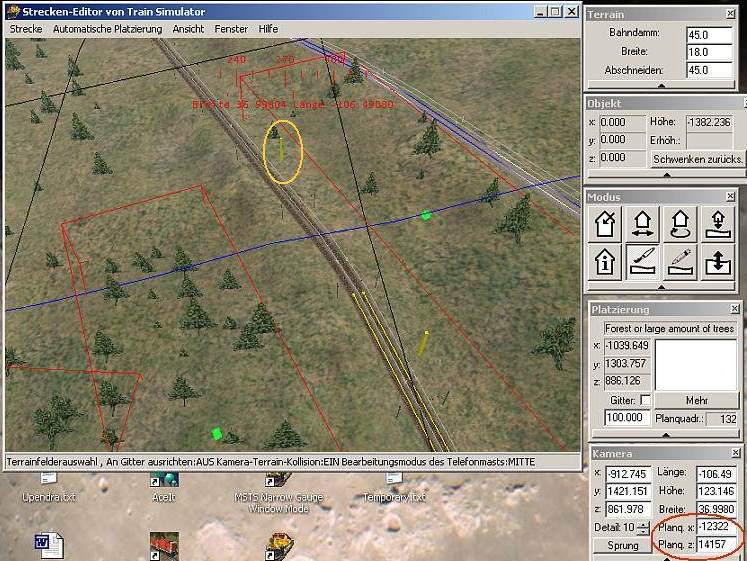 Strecken-Editor von Train Simulator
Strecke Automatische Platzierung Ansicht Fenster Hilfe
240 270
Breite 36.99804 Länge -106.49080
Terrainfelderauswahl , An Gitter ausrichten:AUS Kamera-Terrain-Kollision:EIN Bearbeitungsmodus des Telefonmasts:MITTE
Terrain
Bahndamm: 45.0
Breite: 18.0
Abschneiden: 45.0
Objekt
x: 0.000 Höhe: -1382.236
y: 0.000 Erhöh.:
z: 0.000 Schwenken zurücks.
Modus
Platzierung
Forest or large amount of trees
x: -1039.649
y: 1303.757
z: 886.126
Gitter: Mehr
100.000 Planquadr.: 132
Kamera
x: -912.745 Länge: -106.49
y: 1421.151 Höhe: 123.146
z: 861.978 Breite: 36.9980
Detail: 10 Planq. x: -12322
Sprung Planq. z: 14157
Upendra.txt AceIt MSTS Narrow Gauge Temporary.txt
Window Mode